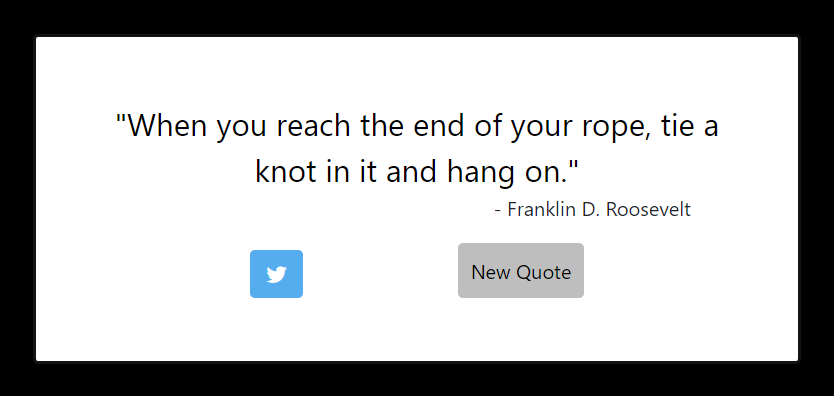 "When you reach the end of your rope, tie a
knot in it and hang on."
- Franklin D. Roosevelt
New Quote